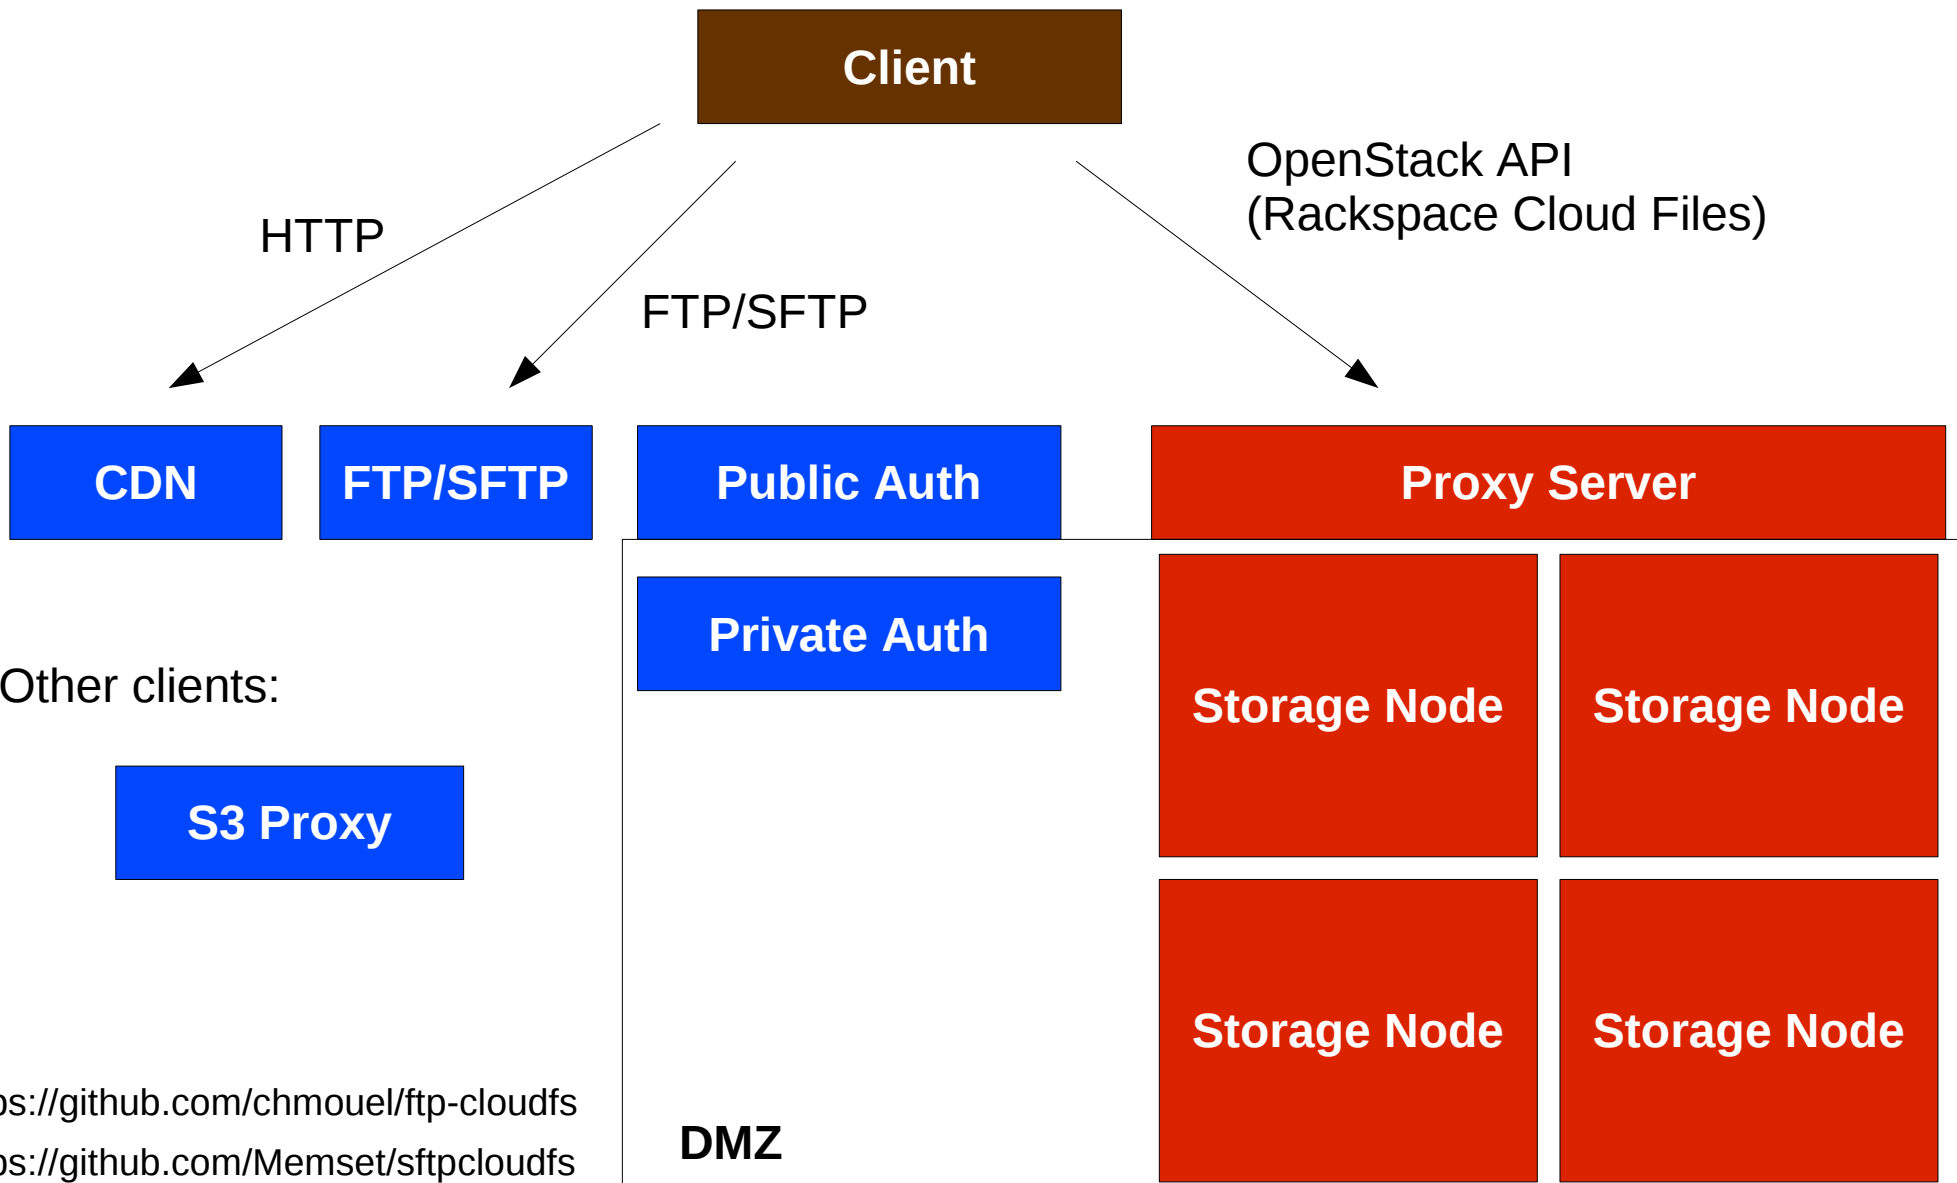 Client
OpenStack API
(Rackspace Cloud Files)
HTTP
FTP/SFTP
CDN
FTP/SFTP
Public Auth
Proxy Server
Private Auth
Other clients:
Storage Node
Storage Node
S3 Proxy
Storage Node
Storage Node
ps://github.com/chmouel/ftp-cloudfs
DMZ
ps://github.com/Memset/sftpcloudfs